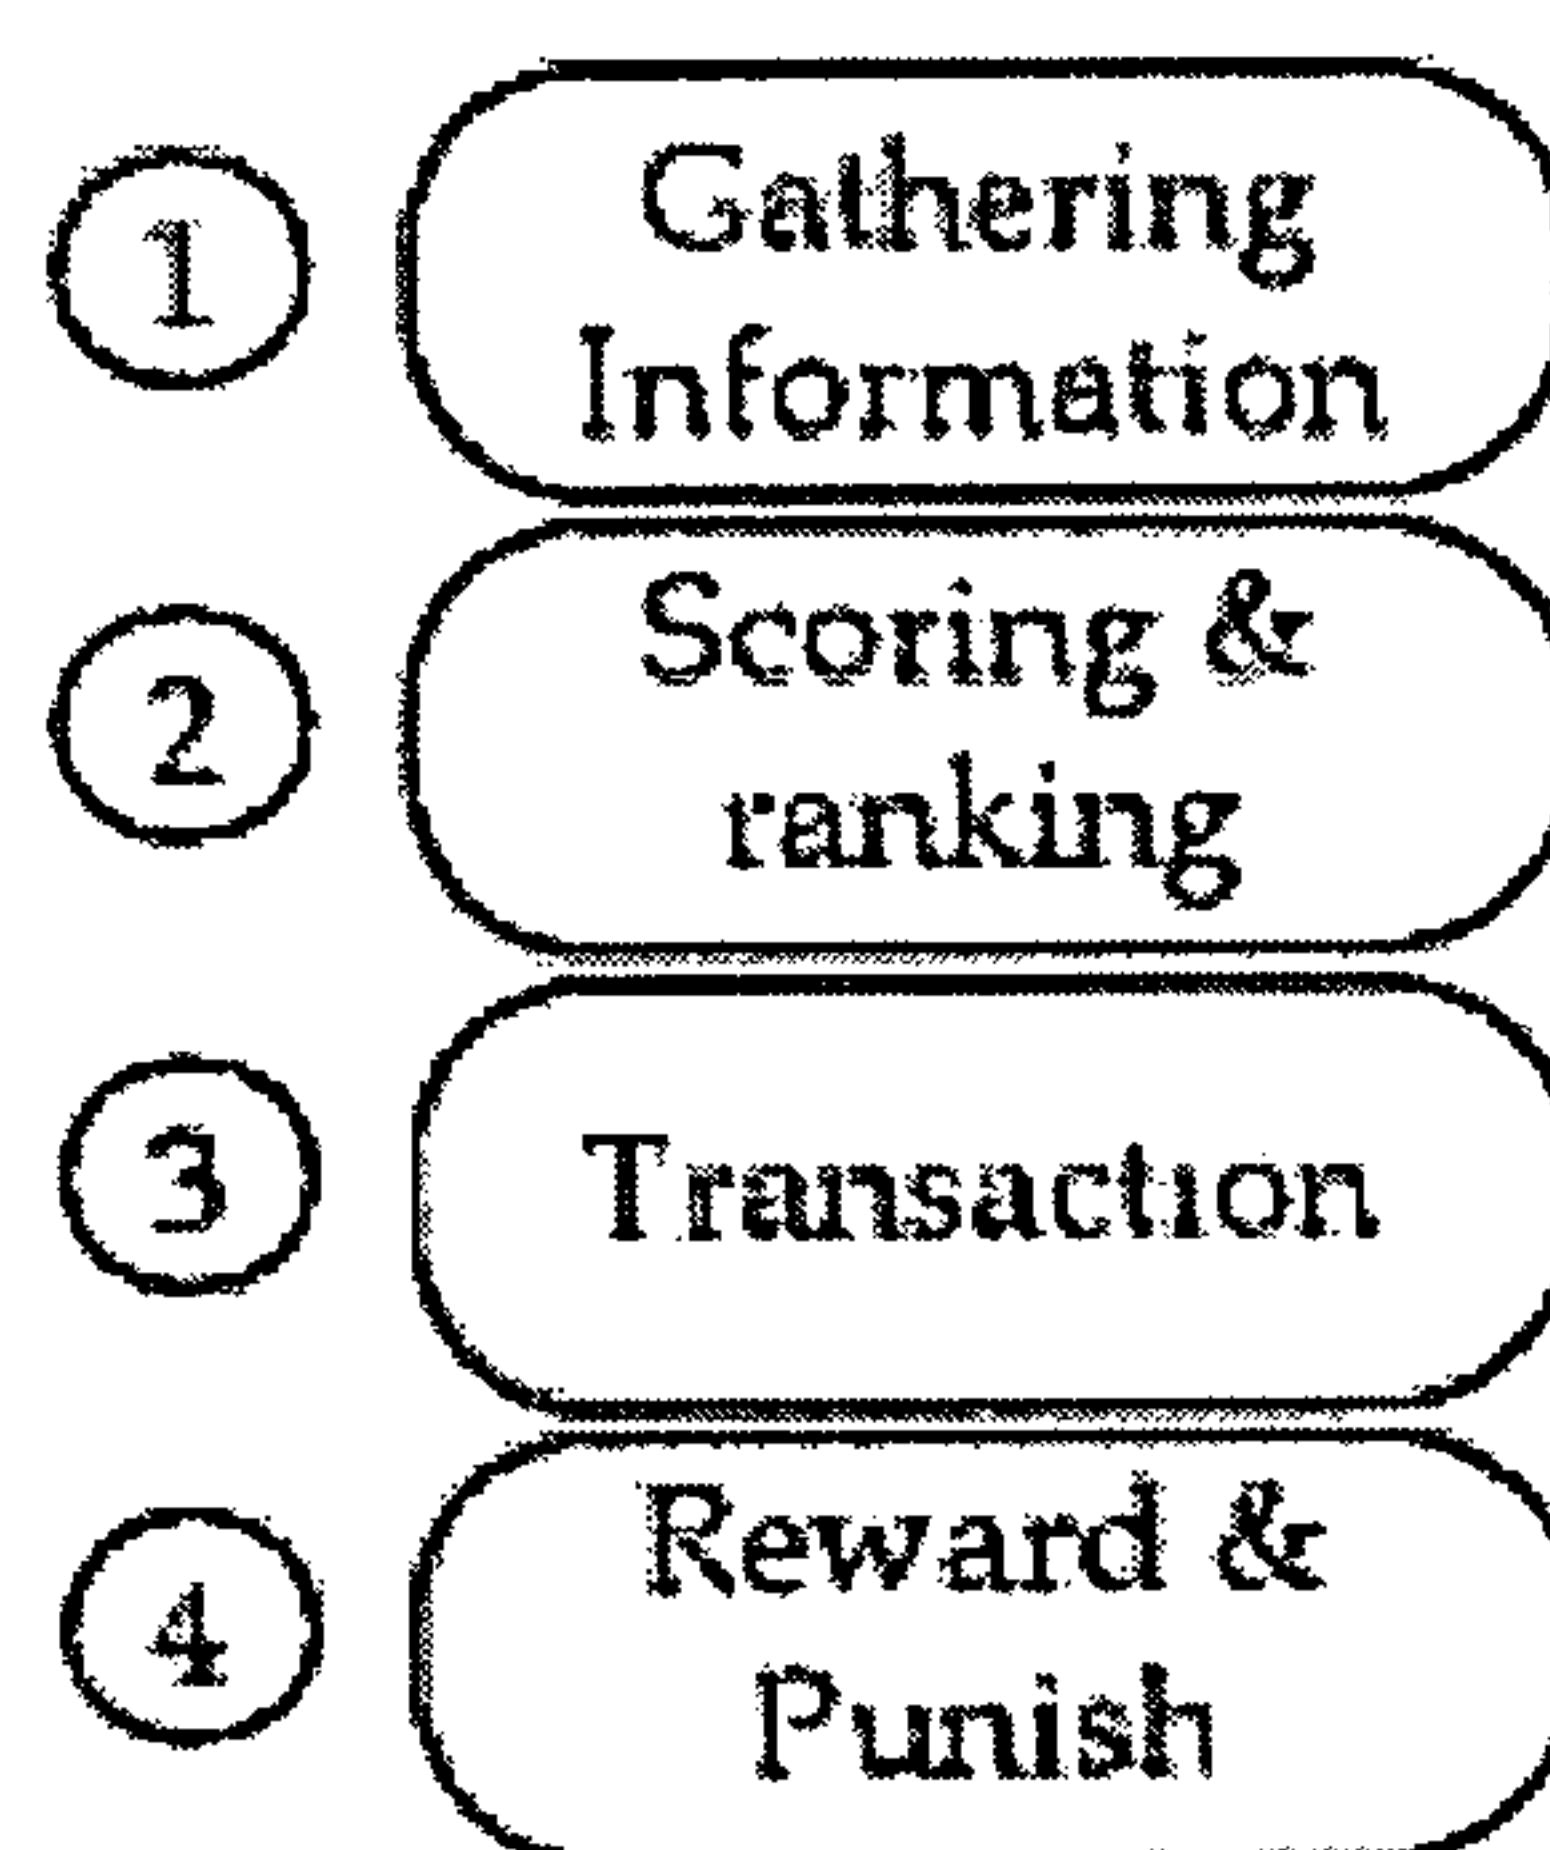 1
Gathering
Information
2
Scoring &
ranking
3
Transaction
4
Reward &
Punish